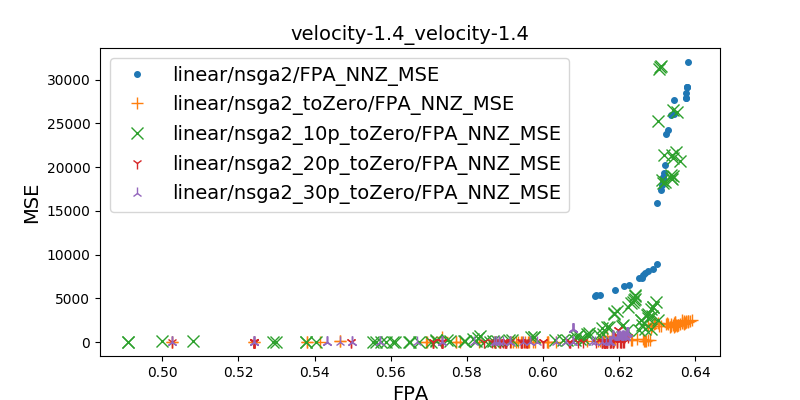 velocity-1.4_velocity-1.4
linear/nsga2/FPA_NNZ_MSE
linear/nsga2_toZero/FPA_NNZ_MSE
linear/nsga2_10p_toZero/FPA_NNZ_MSE
linear/nsga2_20p_toZero/FPA_NNZ_MSE
linear/nsga2_30p_toZero/FPA_NNZ_MSE
MSE
30000
25000
20000
15000
10000
5000
0
0.50 0.52 0.54 0.56 0.58 0.60 0.62 0.64
FPA